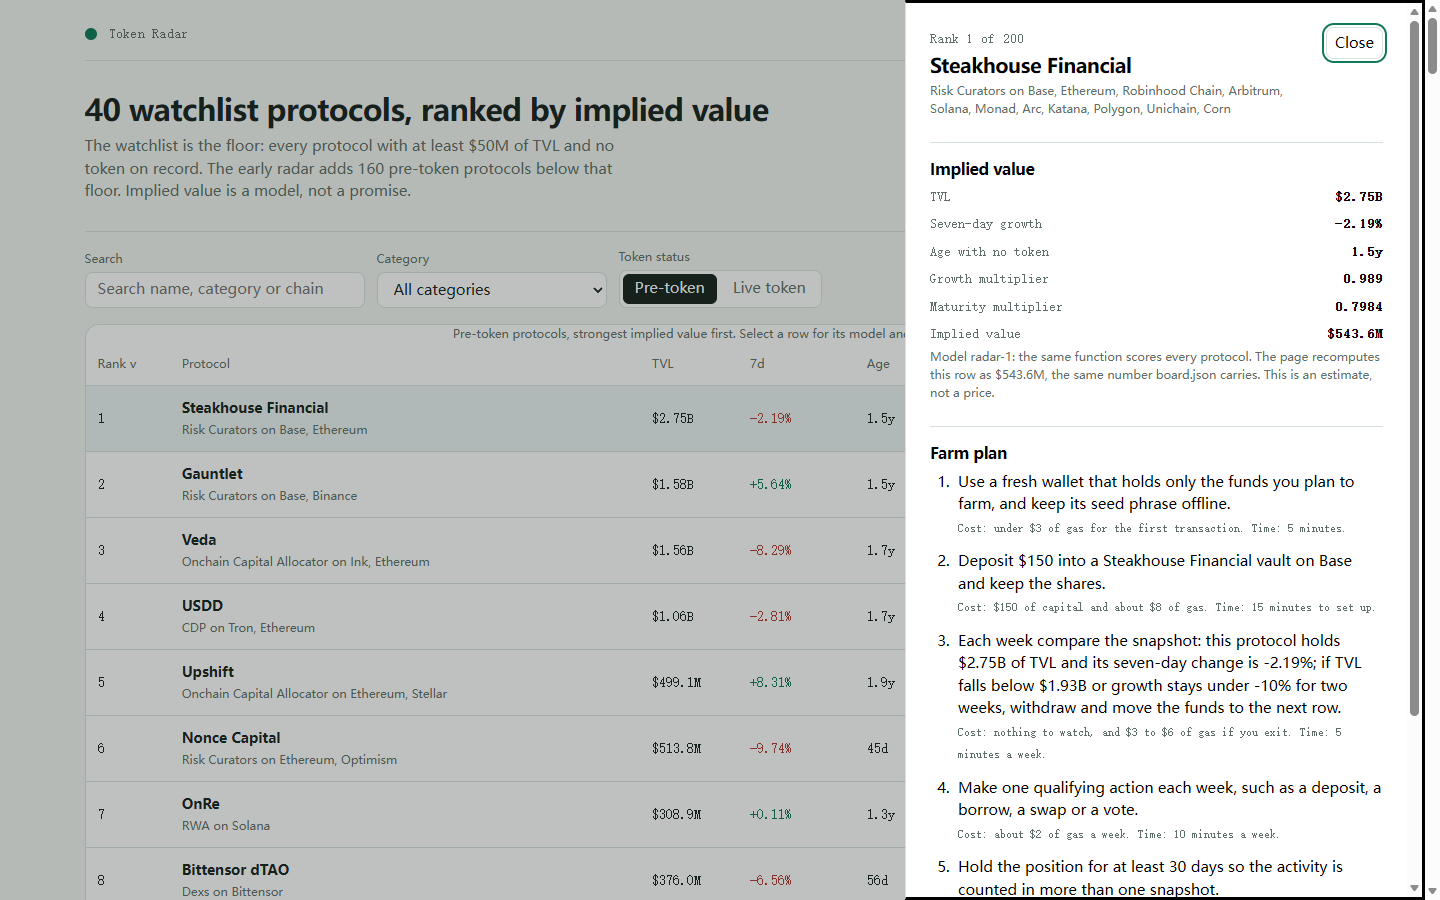 Token Radar
40 watchlist protocols, ranked by implied value
The watchlist is the floor: every protocol with at least $50M of TVL and no
token on record. The early radar adds 160 pre-token protocols below that
floor. Implied value is a model, not a promise.
Search
Category
Token status
Search name, category or chain
All categories
Pre-token
Live token
Pre-token protocols, strongest implied value first. Select a row for its model an
Rank v
Protocol
TVL
7d
Age
1
Steakhouse Financial
Risk Curators on Base, Ethereum
$2.75B
-2.19%
1.5y
2
Gauntlet
Risk Curators on Base, Binance
$1.58B
+5.64%
1.5y
3
Veda
Onchain Capital Allocator on Ink, Ethereum
$1.56B
-8.29%
1.7y
4
USDD
CDP on Tron, Ethereum
$1.06B
-2.81%
1.7y
5
Upshift
Onchain Capital Allocator on Ethereum, Stellar
$499.1M
+8.31%
1.9y
6
Nonce Capital
Risk Curators on Ethereum, Optimism
$513.8M
-9.74%
45d
7
OnRe
RWA on Solana
$308.9M
+0.11%
1.3y
8
Bittensor dTAO
Dexs on Bittensor
$376.0M
-6.56%
56d
Rank 1 of 200
Close
Steakhouse Financial
Risk Curators on Base, Ethereum, Robinhood Chain, Arbitrum,
Solana, Monad, Arc, Katana, Polygon, Unichain, Corn
Implied value
TVL $2.75B
Seven-day growth -2.19%
Age with no token 1.5y
Growth multiplier 0.989
Maturity multiplier 0.7984
Implied value $543.6M
Model radar-1: the same function scores every protocol. The page recomputes
this row as $543.6M, the same number board.json carries. This is an estimate,
not a price.
Farm plan
1. Use a fresh wallet that holds only the funds you plan to
farm, and keep its seed phrase offline.
Cost: under $3 of gas for the first transaction. Time: 5 minutes.
2. Deposit $150 into a Steakhouse Financial vault on Base
and keep the shares.
Cost: $150 of capital and about $8 of gas. Time: 15 minutes to set up.
3. Each week compare the snapshot: this protocol holds
$2.75B of TVL and its seven-day change is -2.19%; if TVL
falls below $1.93B or growth stays under -10% for two
weeks, withdraw and move the funds to the next row.
Cost: nothing to watch, and $3 to $6 of gas if you exit. Time: 5
minutes a week.
4. Make one qualifying action each week, such as a deposit, a
borrow, a swap or a vote.
Cost: about $2 of gas a week. Time: 10 minutes a week.
5. Hold the position for at least 30 days so the activity is
counted in more than one snapshot.